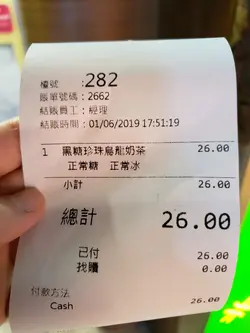 檯號 : 282
賬單號碼 : 2662
結賬員工 : 經理
結賬時間 : 01/06/2019 17:51:19
1 黑糖珍珠烏龍奶茶 26.00
正常糖 正常冰
小計 26.00
總計 26.00
已付 26.00
找贖 0.00
付款方法
Cash 26.00